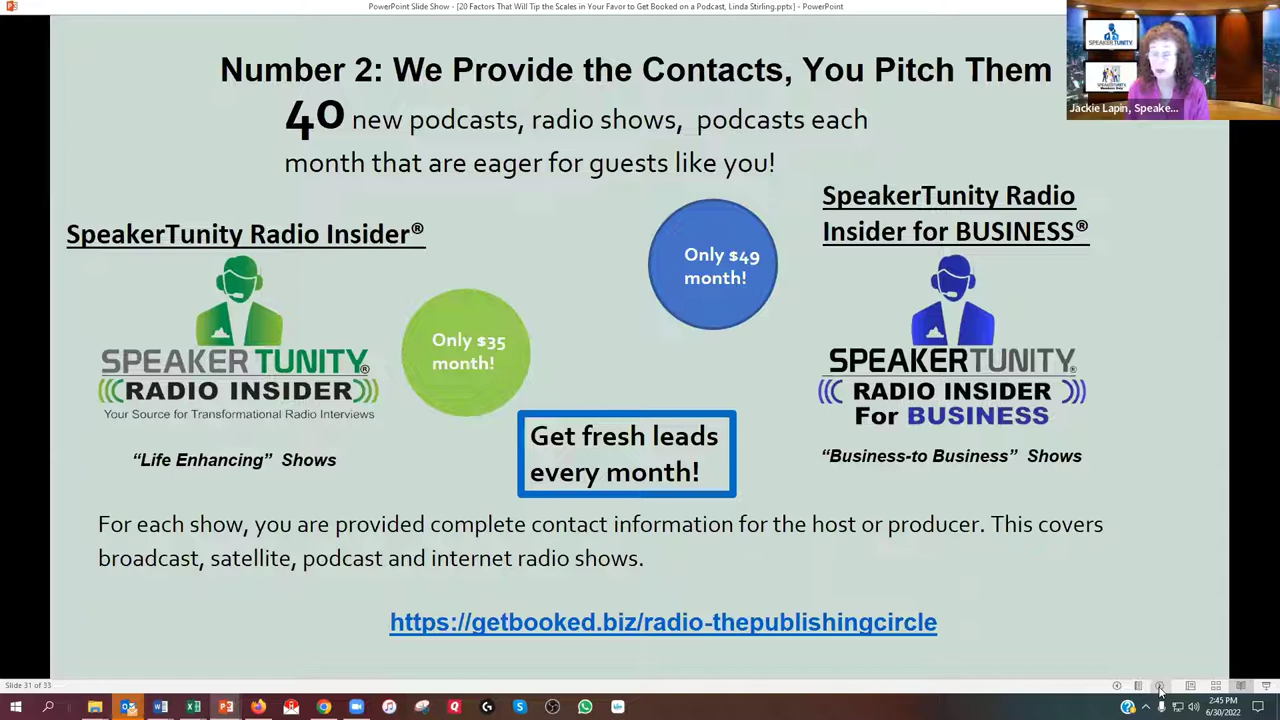 PowerPoint Slide Show - [20 Factors That Will Tip the Scales in Your Favor to Get Booked on a Podcast, Linda Stirling.pptx] - PowerPoint
Number 2: We Provide the Contacts, You Pitch Them
40 new podcasts, radio shows,  podcasts each
month that are eager for guests like you!
SPEAKERTUNITY
Jackie Lapin, Speake...
SpeakerTunity Radio Insider®
SpeakerTunity Radio
Insider for BUSINESS®
Only $49
month!
Only $35
month!
SPEAKERTUNITY®
RADIO INSIDER
Your Source for Transformational Radio Interviews
SPEAKERTUNITY®
RADIO INSIDER
For BUSINESS
“Life Enhancing”  Shows
“Business-to Business”  Shows
Get fresh leads
every month!
For each show, you are provided complete contact information for the host or producer. This covers
broadcast, satellite, podcast and internet radio shows.
https://getbooked.biz/radio-thepublishingcircle
Slide 31 of 33
2:45 PM
6/30/2022